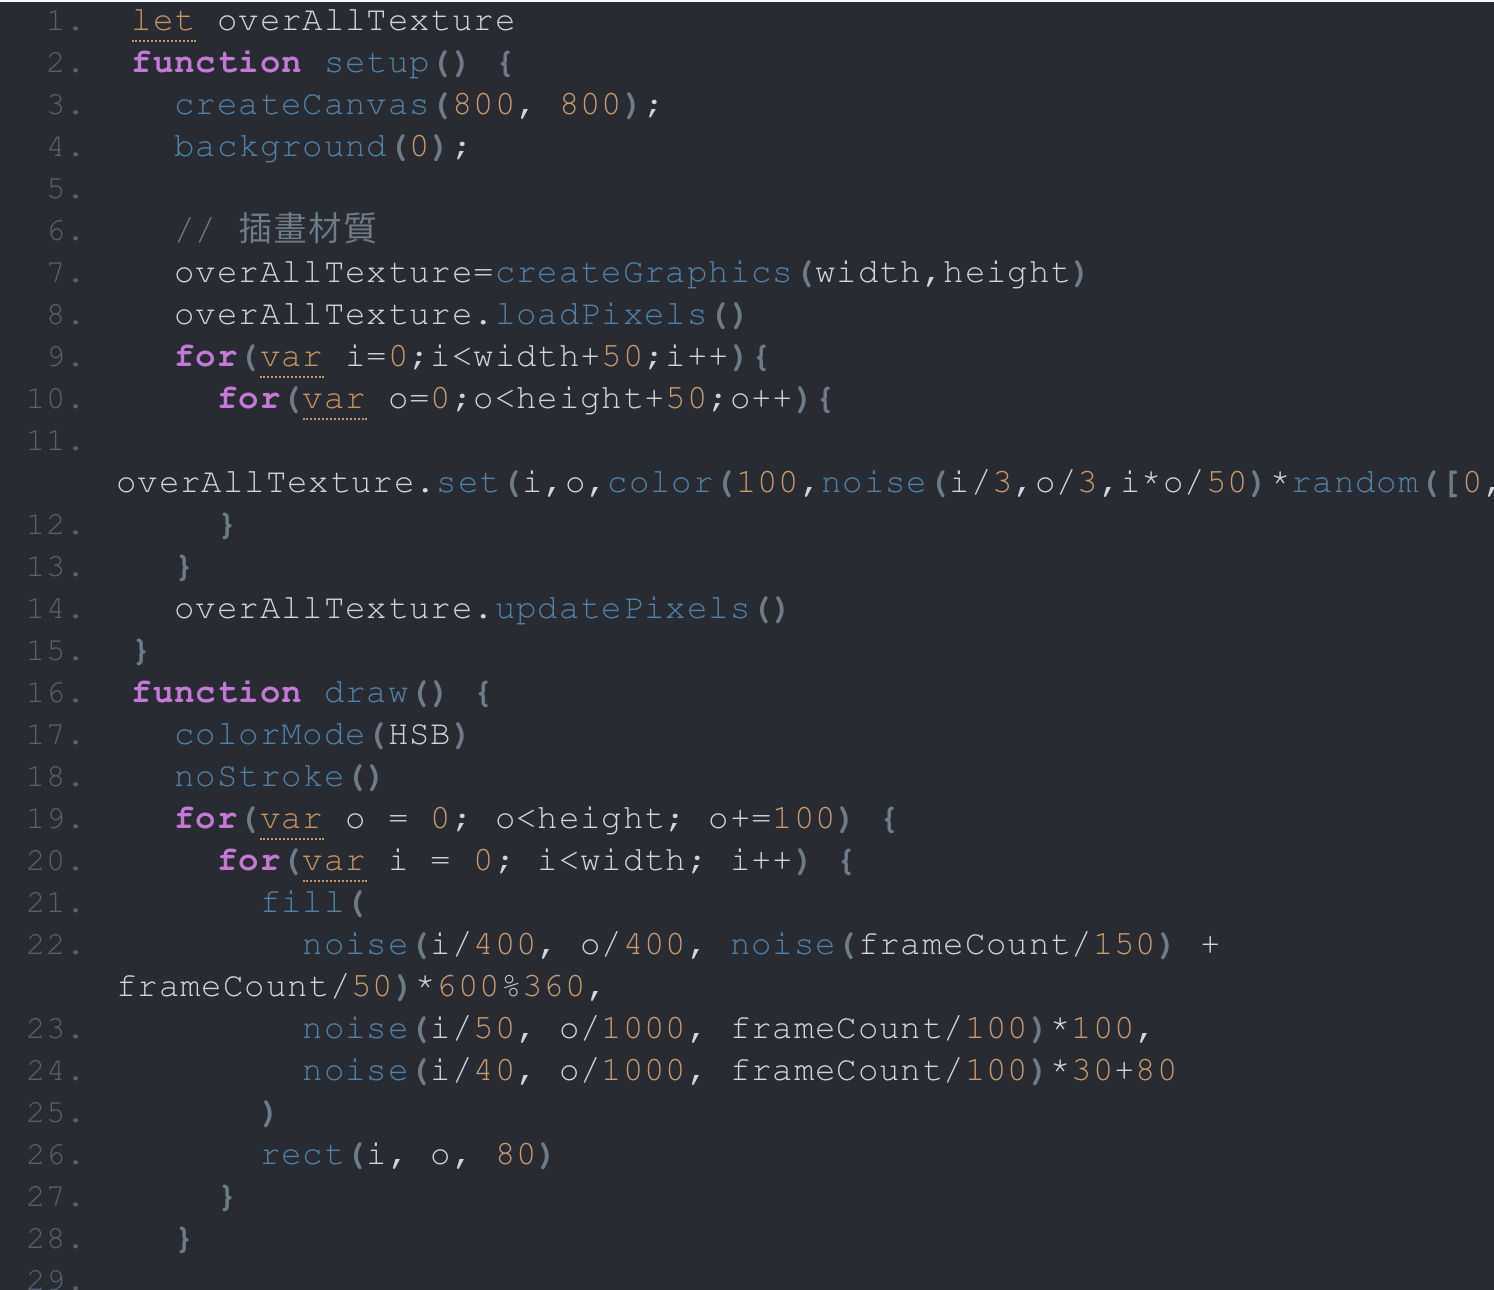 1. let overAllTexture
2. function setup() {
3.   createCanvas(800, 800);
4.   background(0);
5.
6.   // 插畫材質
7.   overAllTexture=createGraphics(width,height)
8.   overAllTexture.loadPixels()
9.   for(var i=0;i<width+50;i++){
10.     for(var o=0;o<height+50;o++){
11.
overAllTexture.set(i,o,color(100,noise(i/3,o/3,i*o/50)*random([0,
12.     }
13.   }
14.   overAllTexture.updatePixels()
15. }
16. function draw() {
17.   colorMode(HSB)
18.   noStroke()
19.   for(var o = 0; o<height; o+=100) {
20.     for(var i = 0; i<width; i++) {
21.       fill(
22.         noise(i/400, o/400, noise(frameCount/150) +
frameCount/50)*600%360,
23.         noise(i/50, o/1000, frameCount/100)*100,
24.         noise(i/40, o/1000, frameCount/100)*30+80
25.       )
26.       rect(i, o, 80)
27.     }
28.   }
29.